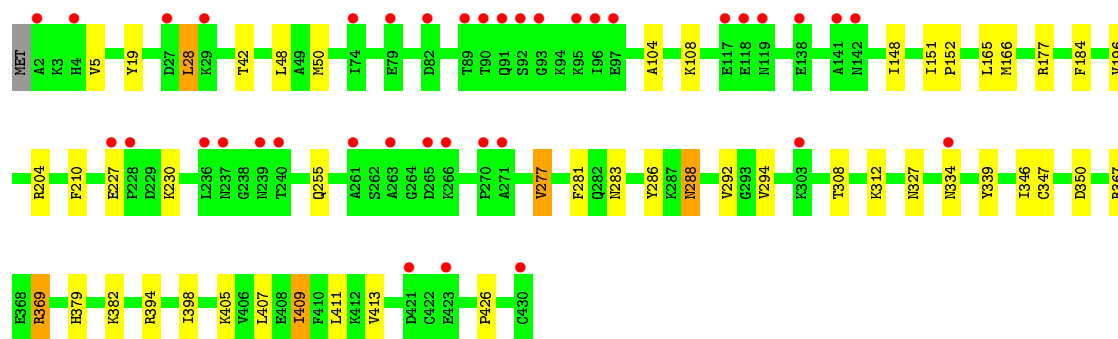 MET A2 K3 H4 V5 Y19 D27 L28 K29 T42 L48 A49 M50 I74 E79 D82 T89 T90 Q91 S92 G93 K94 K95 I96 E97 A104 K108 E117 E118 N119 E138 A141 N142 I148 I151 P152 L165 M166 R177 F184
R204 F210 E227 P228 D229 K230 L236 N237 G238 N239 T240 Q255 A261 S262 A263 G264 D265 K266 P270 A271 V277 F281 Q282 N283 Y286 K287 N288 V292 G293 V294 K303 T308 K312 N327 N334 Y339 I346 C347 D350
E368 R369 H379 K382 R394 I398 K405 V406 L407 E408 I409 F410 L411 K412 V413 D421 C422 E423 P426 C430